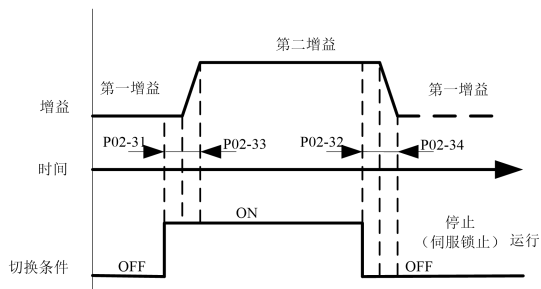 第二增益
第一增益
第一增益
增益
P02-31
P02-33
P02-32
P02-34
时间
ON
停止
（伺服锁止）
运行
切换条件
OFF
OFF